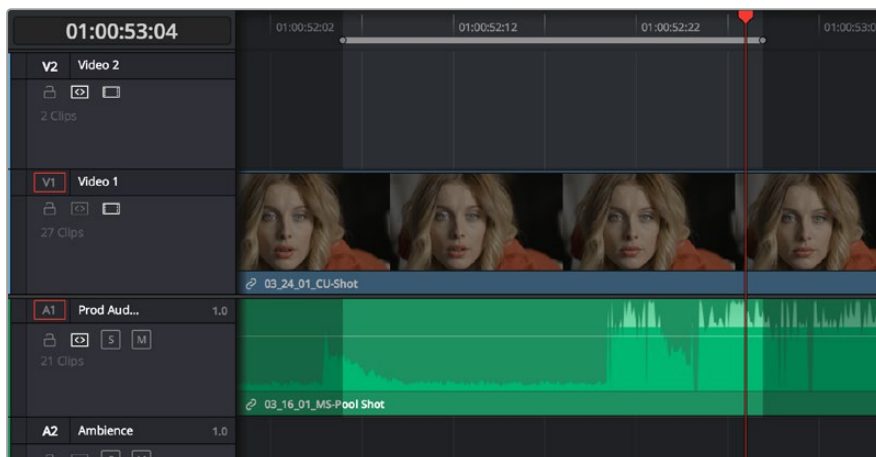 01:00:53:04
01:00:52:02
01:00:52:12
01:00:52:22
V2 Video 2
2 Clips
V1 Video 1
27 Clips
03_24_01_CU-Shot
A1 Prod Aud... 1.0
S M
21 Clips
03_16_01_MS-Pool Shot
A2 Ambience 1.0